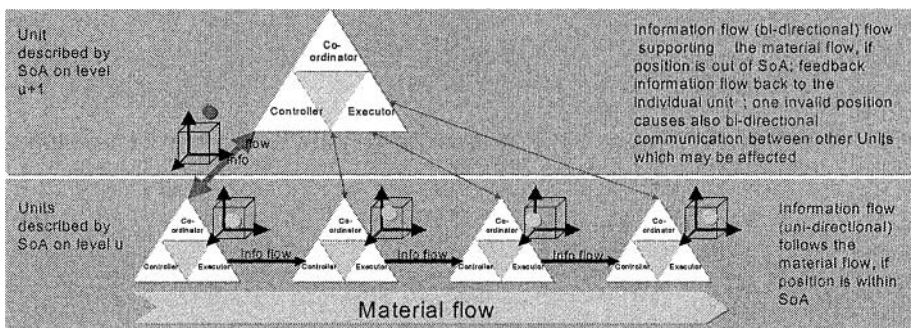 Unit
described by
SoA on level
u+1
Co-
ordinator
Controller
Executor
Information flow (bi-directional) flow
supporting the material flow, if
position is out of SoA; feedback
information flow back to the
individual unit ; one invalid position
causes also bi-directional
communication between other Units
which may be affected
flow
info
Units
described by
SoA on level u
Co-
ordinator
Controller
Executor
Info flow
Co-
ordinator
Controller
Executor
Info flow
Co-
ordinator
Controller
Executor
Info flow
Co-
ordinator
Controller
Executor
Information flow
(uni-directional)
follows the
material flow, if
position is within
SoA
Material flow